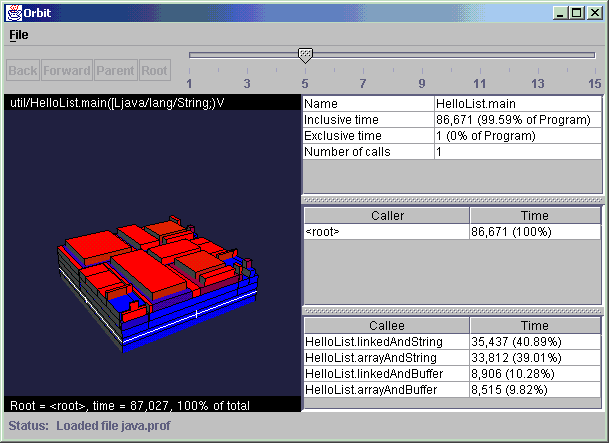 Orbit
File
Back Forward Parent Root
1 3 5 7 9 11 13 15
util/HelloList.main([Ljava/lang/String;)V
Name HelloList.main
Inclusive time 86,671 (99.59% of Program)
Exclusive time 1 (0% of Program)
Number of calls 1
Caller Time
<root> 86,671 (100%)
Callee Time
HelloList.linkedAndString 35,437 (40.89%)
HelloList.arrayAndString 33,812 (39.01%)
HelloList.linkedAndBuffer 8,906 (10.28%)
HelloList.arrayAndBuffer 8,515 (9.82%)
Root = <root>, time = 87,027, 100% of total
Status: Loaded file java.prof